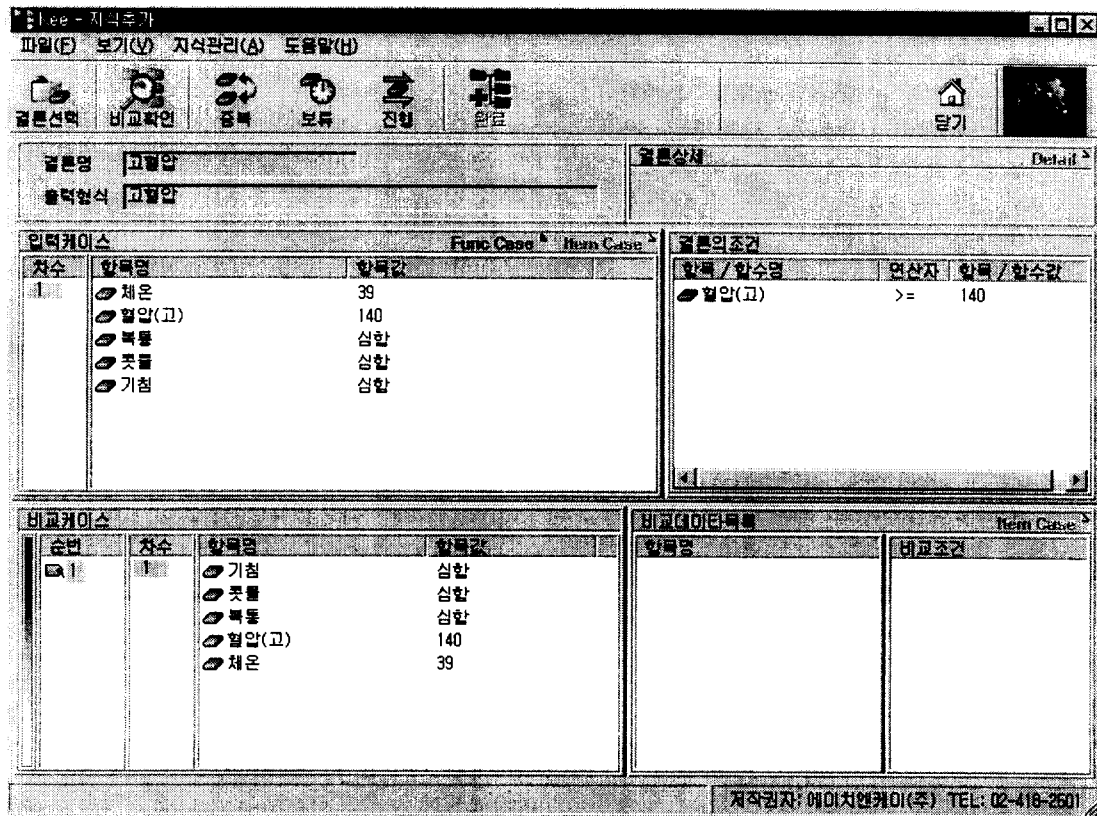 Kee - 지식추가
파일(F) 보기(V) 지식관리(A) 도움말(H)
결론선택 비교확인 중복 보류 진행 완료 닫기
결론명 고혈압
출력형식 고혈압
결론상세 Detail
입력케이스 Func Case Item Case
차수 항목명 항목값
1 체온 39
혈압(고) 140
복통 심함
콧물 심함
기침 심함
결론의조건
항목 / 함수명 연산자 항목 / 함수값
혈압(고) >= 140
비교케이스
순번 차수 항목명 항목값
1 1 기침 심함
콧물 심함
복통 심함
혈압(고) 140
체온 39
비교데이타목록 Item Case
항목명 비교조건
저작권자: 에이치엔케이(주) TEL: 02-418-2601